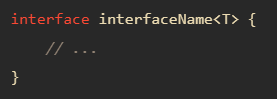 interface interfaceName<T> {
    // ...
}